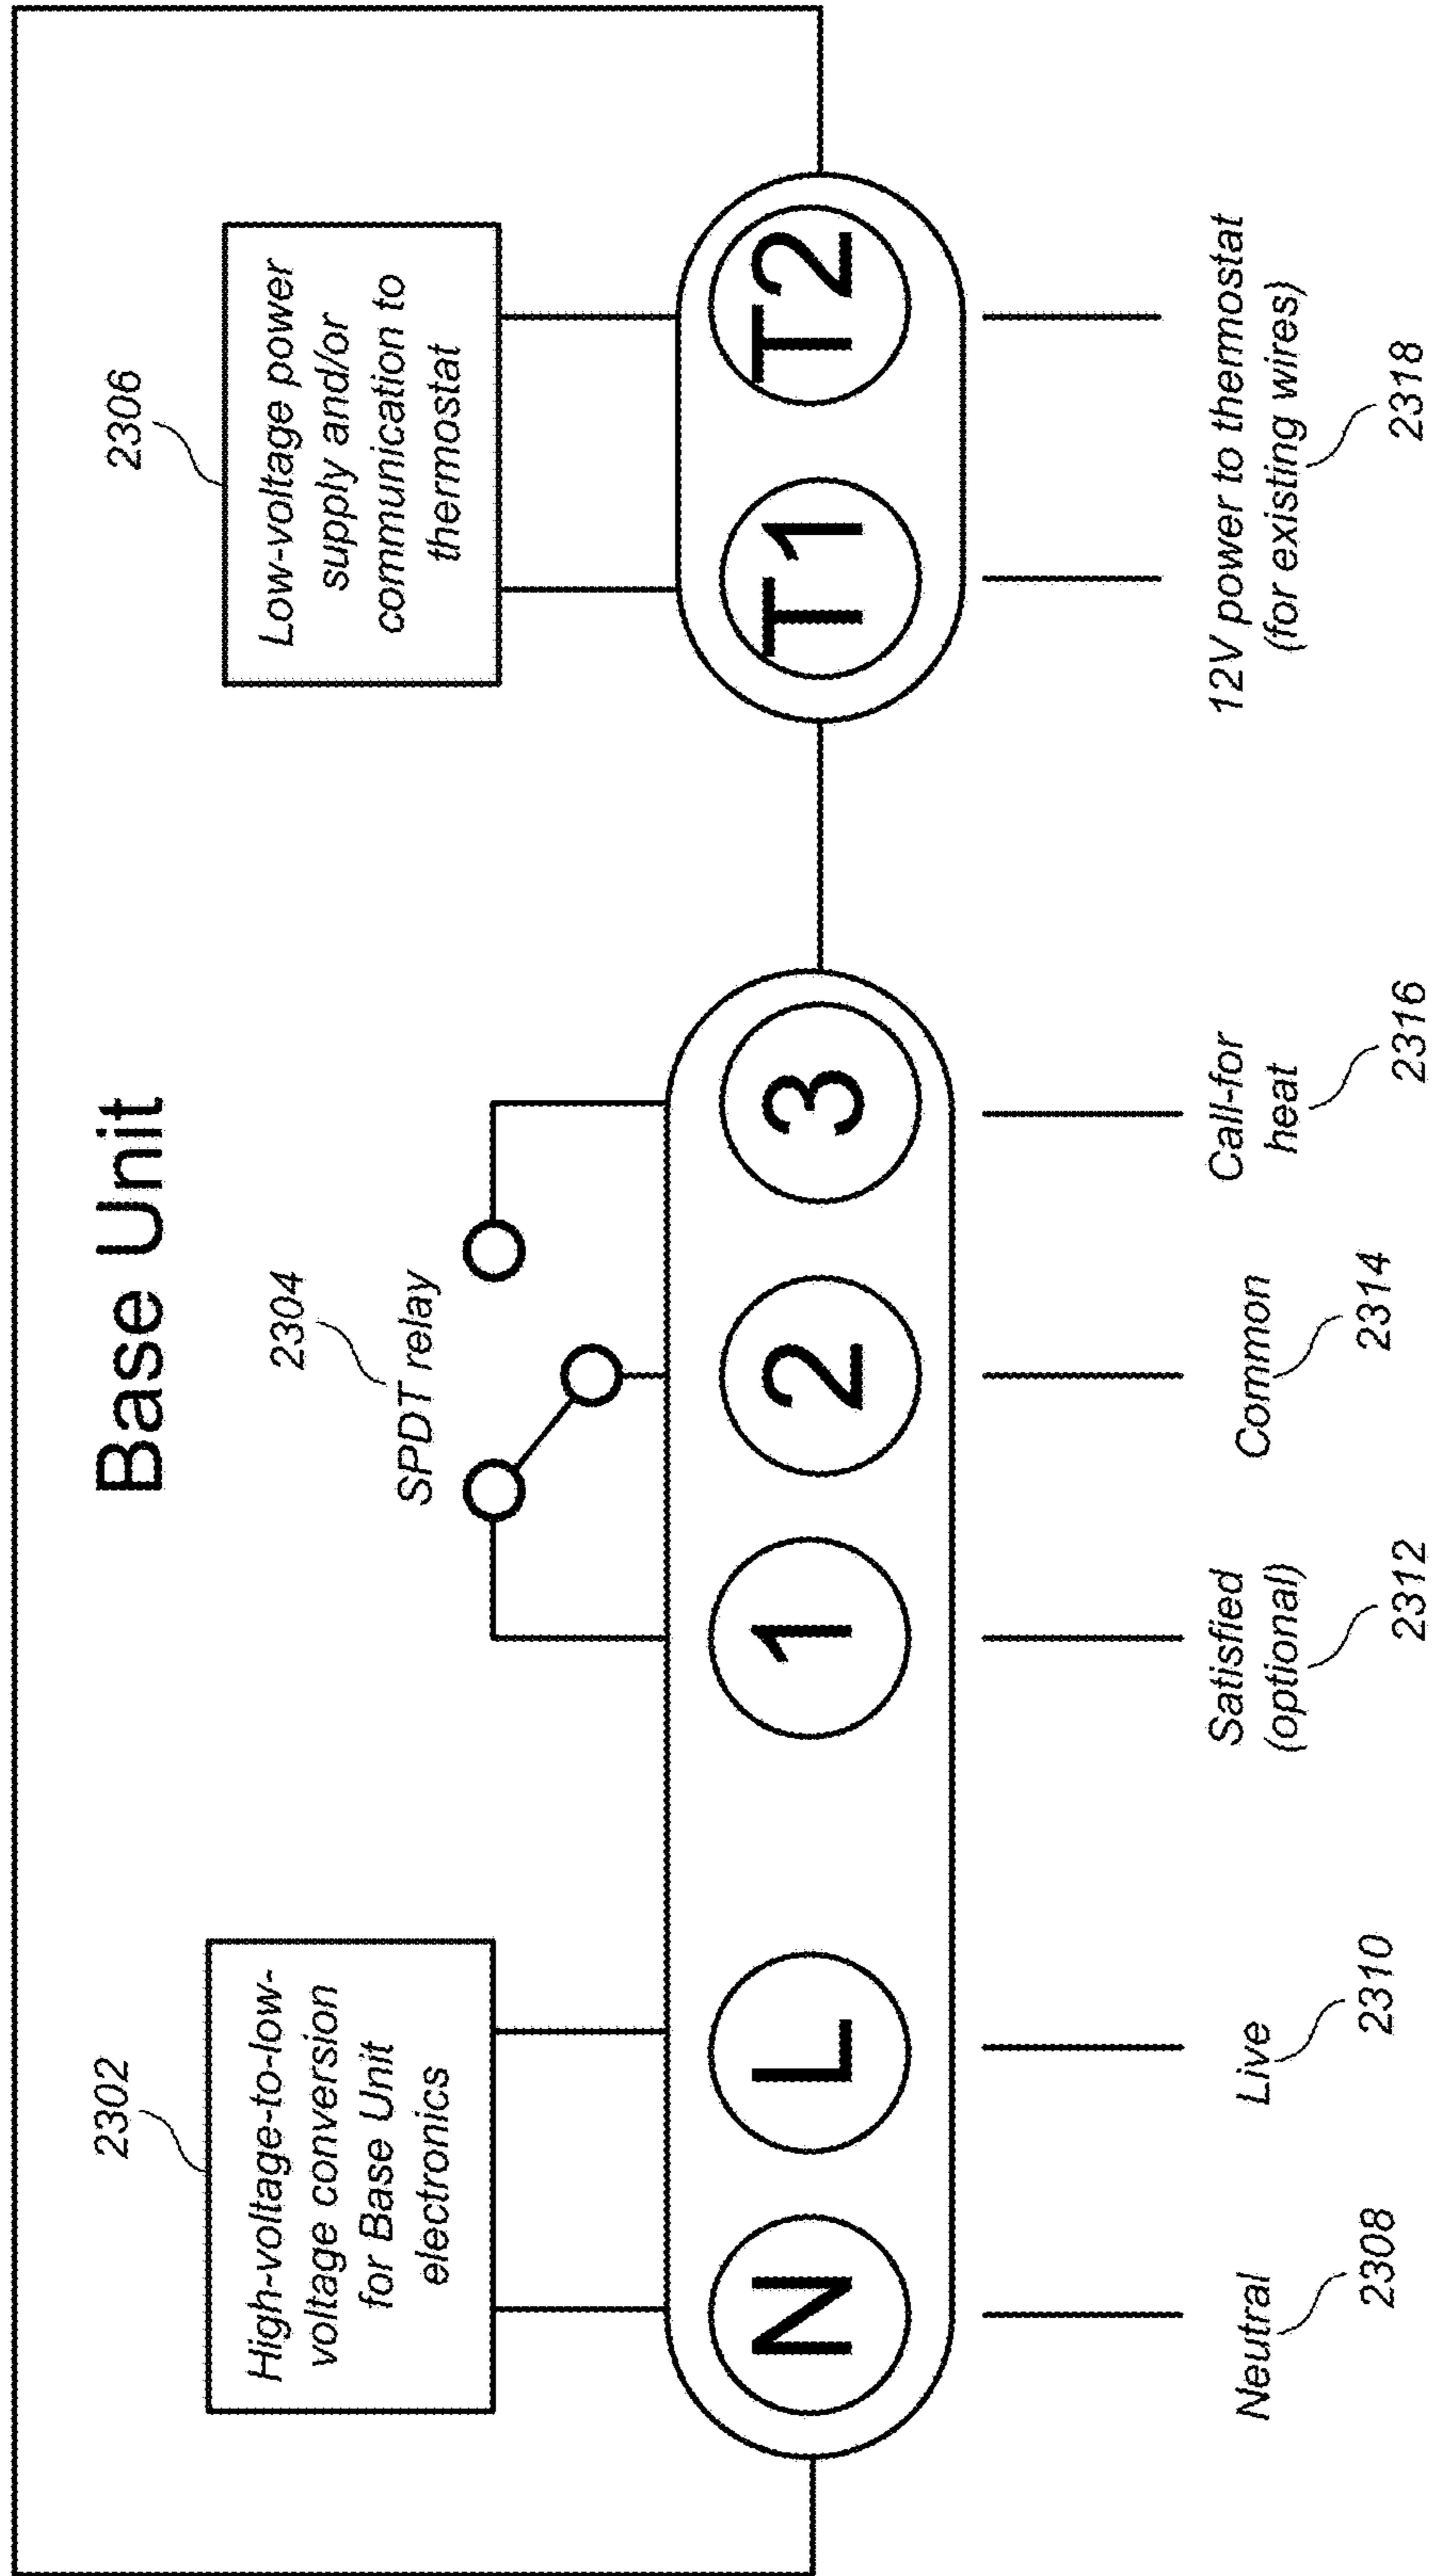 Base Unit
2302
High-voltage-to-low-
voltage conversion
for Base Unit
electronics
2304
SPDT relay
2306
Low-voltage power
supply and/or
communication to
thermostat
N
L
1
2
3
T1
T2
Neutral
2308
Live
2310
Satisfied
(optional)
2312
Common
2314
Call-for
heat
2316
12V power to thermostat
(for existing wires)
2318